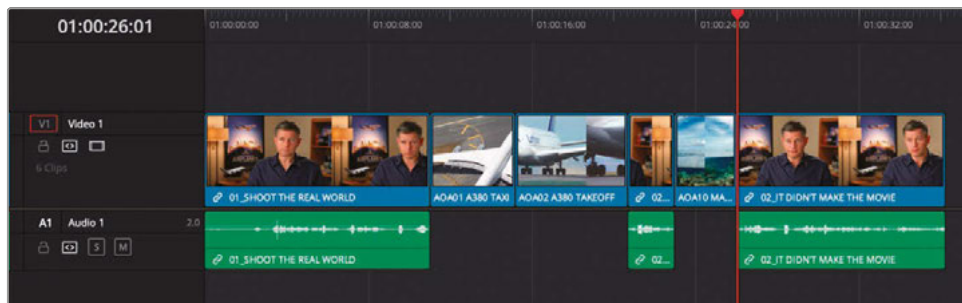 01:00:26:01
01:00:00:00 01:00:08:00 01:00:16:00 01:00:24:00 01:00:32:00
V1 Video 1
6 Clips
01_SHOOT THE REAL WORLD AOA01 A380 TAXI AOA02 A380 TAKEOFF 02... AOA10 MA... 02_IT DIDN'T MAKE THE MOVIE
A1 Audio 1 2.0
S M
01_SHOOT THE REAL WORLD 02... 02_IT DIDN'T MAKE THE MOVIE